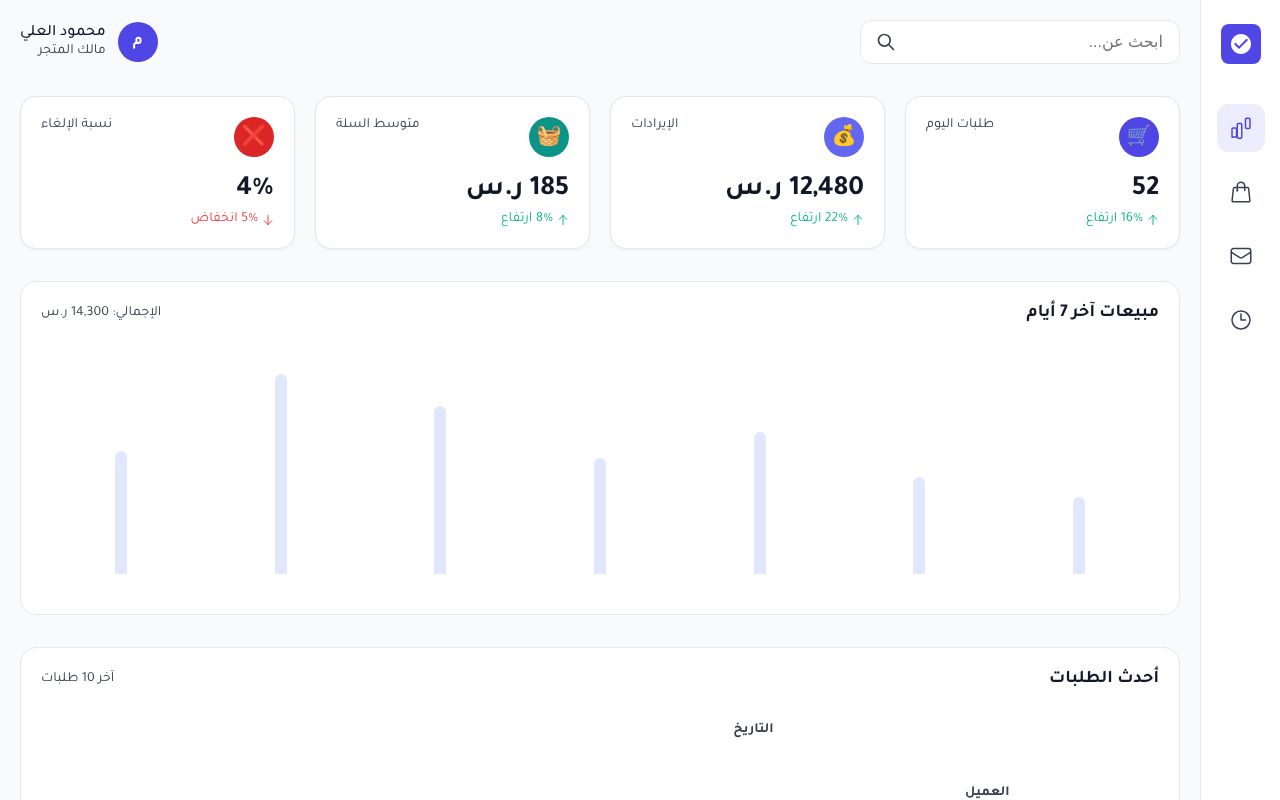 ابحث عن...
م
محمود العلي
مالك المتجر
طلبات اليوم
52
↑ 16% ارتفاع
الإيرادات
12,480 ر.س
↑ 22% ارتفاع
متوسط السلة
185 ر.س
↑ 8% ارتفاع
نسبة الإلغاء
4%
↓ 5% انخفاض
مبيعات آخر 7 أيام
الإجمالي: 14,300 ر.س
أحدث الطلبات
آخر 10 طلبات
التاريخ
العميل